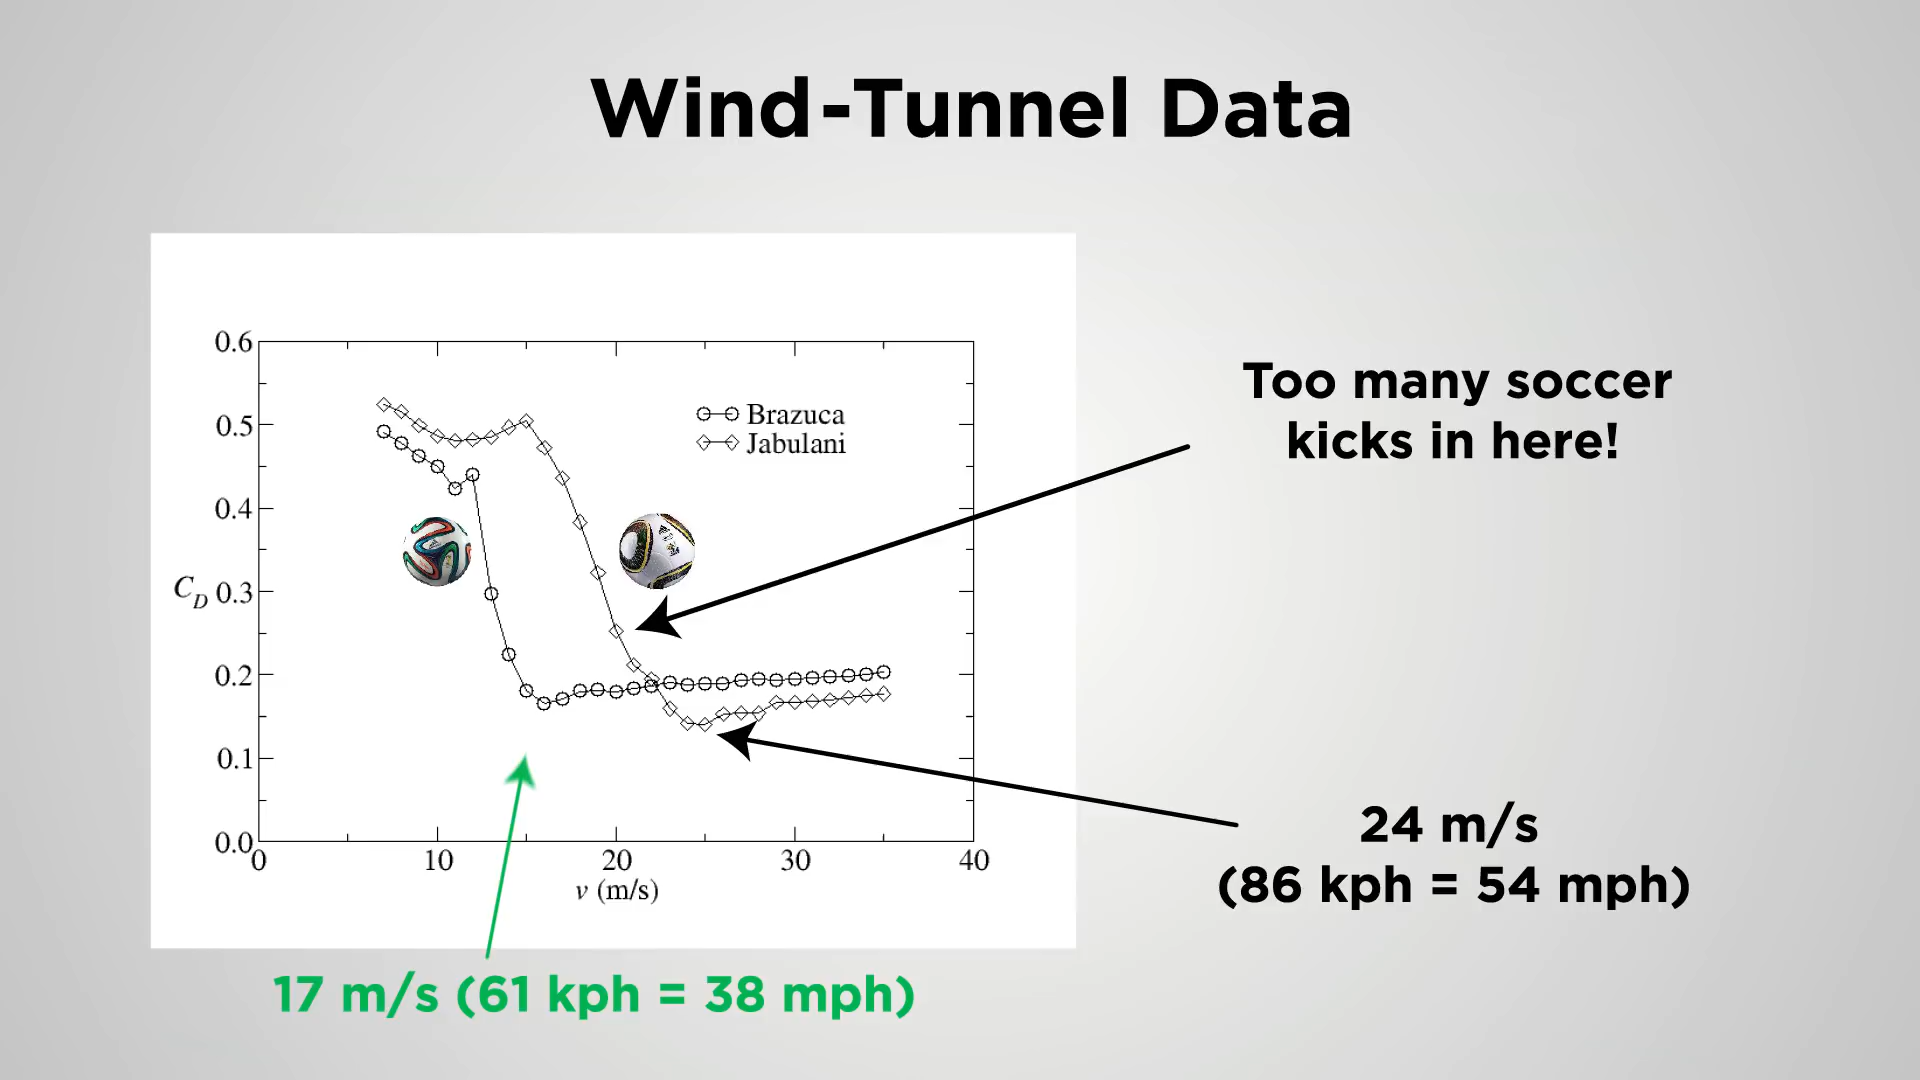 Wind-Tunnel Data
0.6
0.5
0.4
0.3
0.2
0.1
0.0
C_D
0
10
20
30
40
v (m/s)
Brazuca
Jabulani
Too many soccer
kicks in here!
24 m/s
(86 kph = 54 mph)
17 m/s (61 kph = 38 mph)